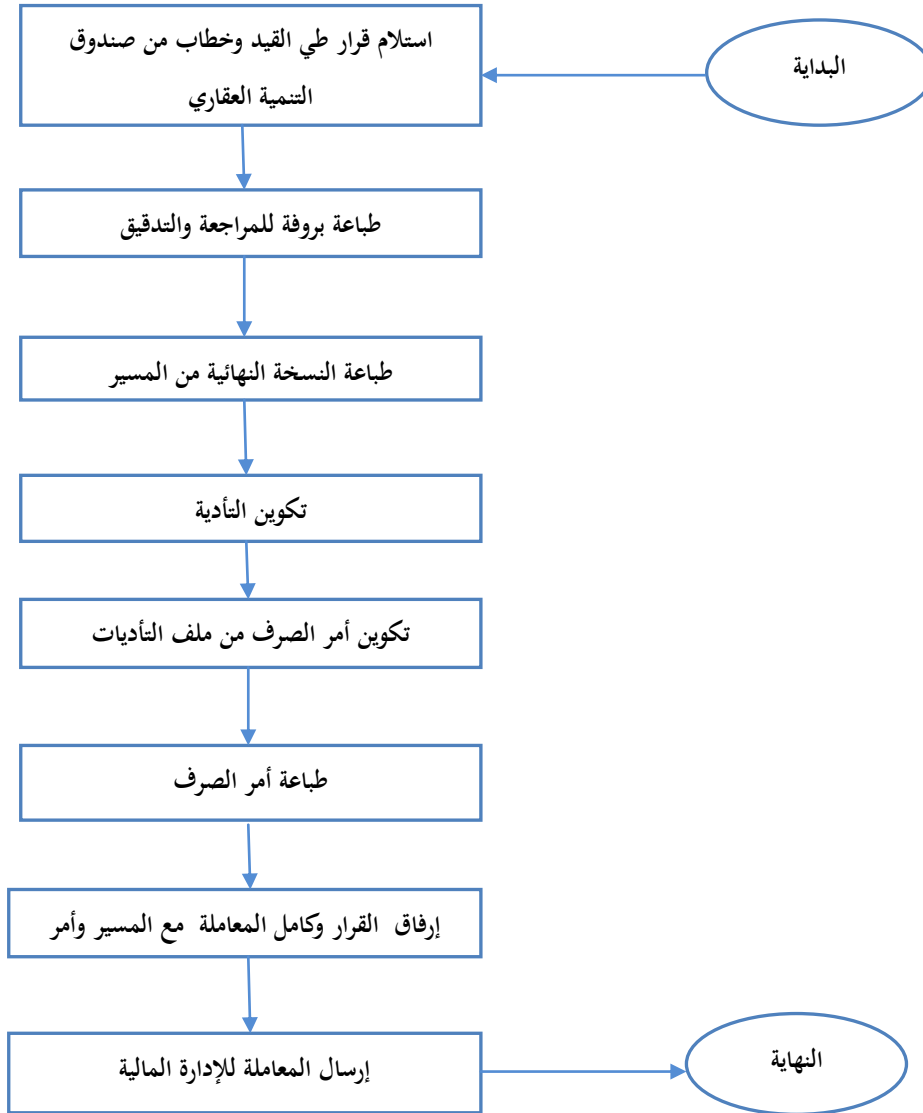 البداية
استلام قرار طي القيد وخطاب من صندوق
التنمية العقاري
طباعة بروفة للمراجعة والتدقيق
طباعة النسخة النهائية من المسير
تكوين التأدية
تكوين أمر الصرف من ملف التأديات
طباعة أمر الصرف
إرفاق القرار وكامل المعاملة مع المسير وأمر
إرسال المعاملة للإدارة المالية
النهاية